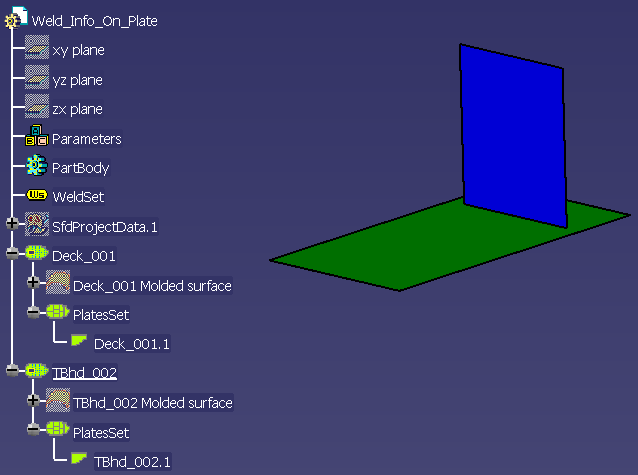 Weld_Info_On_Plate
xy plane
yz plane
zx plane
Parameters
PartBody
WeldSet
SfdProjectData.1
Deck_001
Deck_001 Molded surface
PlatesSet
Deck_001.1
TBhd_002
TBhd_002 Molded surface
PlatesSet
TBhd_002.1